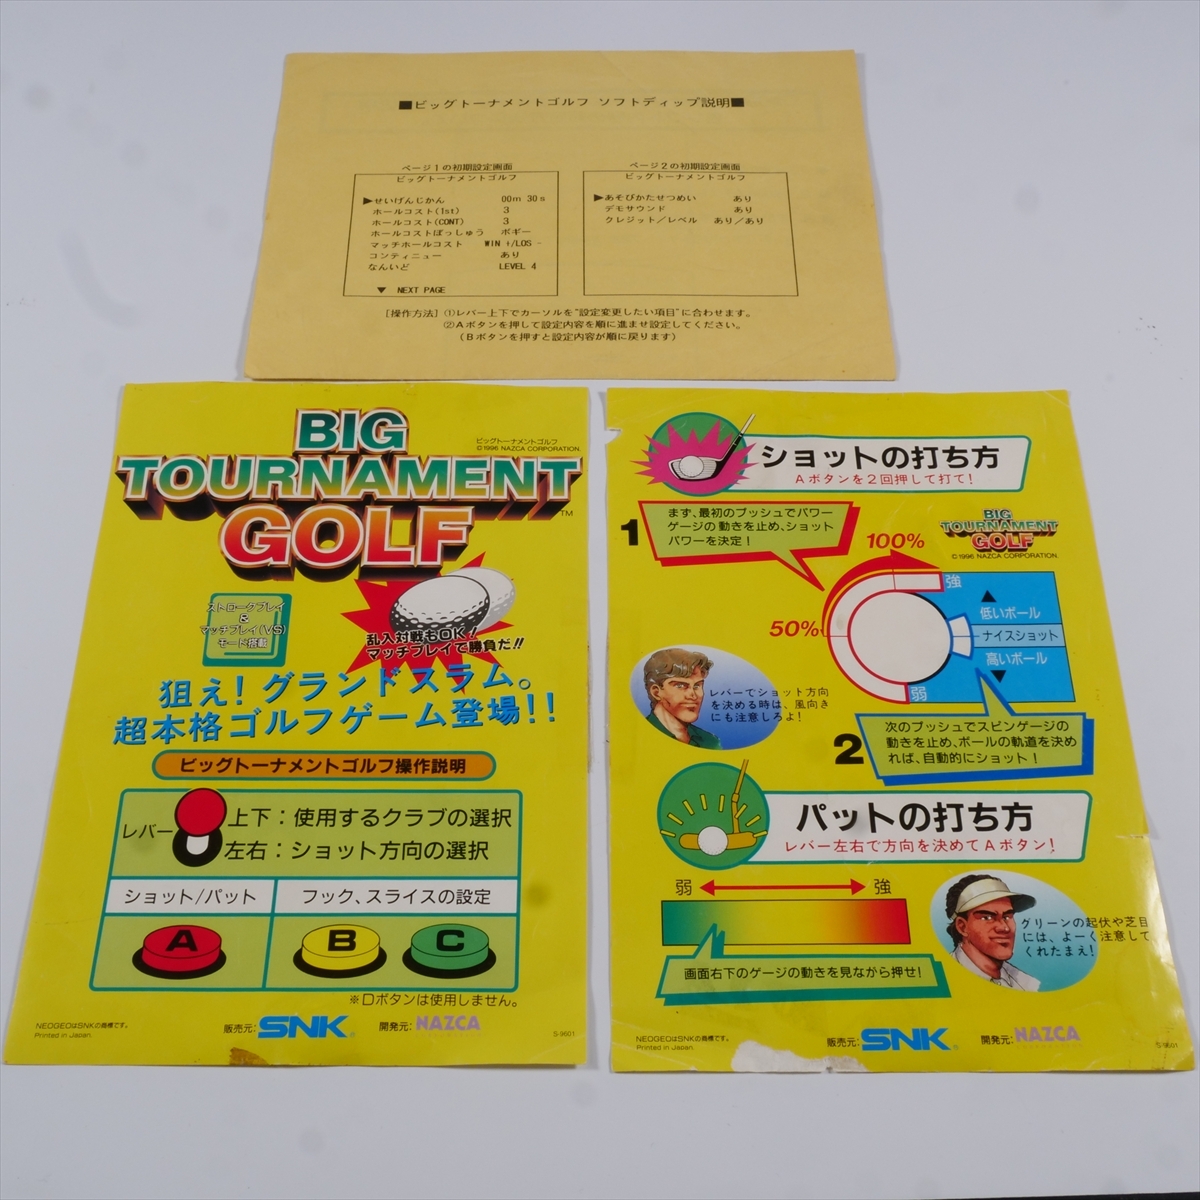 ■ビッグトーナメントゴルフ ソフトディップ説明■
ページ1の初期設定画面
ビッグトーナメントゴルフ
▶せいげんじかん 00m 30s
ホールコスト(1st) 3
ホールコスト(CONT) 3
ホールコストぼっしゅう ボギー
マッチホールコスト WIN +/LOS -
コンティニュー あり
なんいど LEVEL 4
▼ NEXT PAGE
ページ2の初期設定画面
ビッグトーナメントゴルフ
▶あそびかたせつめい あり
デモサウンド あり
クレジット/レベル あり/あり
[操作方法] ①レバー上下でカーソルを"設定変更したい項目"に合わせます。
②Aボタンを押して設定内容を順に進ませ設定してください。
(Bボタンを押すと設定内容が順に戻ります)
BIG
TOURNAMENT
GOLF
TM
ビッグトーナメントゴルフ
©1996 NAZCA CORPORATION.
ストロークプレイ
&
マッチプレイ(VS)
モード搭載
乱入対戦もOK!
マッチプレイで勝負だ!!
狙え! グランドスラム。
超本格ゴルフゲーム登場!!
ビッグトーナメントゴルフ操作説明
レバー
上下:使用するクラブの選択
左右:ショット方向の選択
ショット/パット
フック、スライスの設定
A
B
C
※Dボタンは使用しません。
NEOGEOはSNKの商標です。
Printed in Japan.
販売元:SNK®
開発元:NAZCA
S-9601
ショットの打ち方
Aボタンを2回押して打て!
1
まず、最初のプッシュでパワー
ゲージの動きを止め、ショット
パワーを決定!
BIG
TOURNAMENT
GOLF
©1996 NAZCA CORPORATION.
100%
50%
強
弱
低いボール
ナイスショット
高いボール
レバーでショット方向
を決める時は、風向き
にも注意しろよ!
2
次のプッシュでスピンゲージの
動きを止め、ボールの軌道を決め
れば、自動的にショット!
パットの打ち方
レバー左右で方向を決めてAボタン!
弱
強
画面右下のゲージの動きを見ながら押せ!
グリーンの起伏や芝目
には、よーく注意して
くれたまえ!
NEOGEOはSNKの商標です。
Printed in Japan.
販売元:SNK®
開発元:NAZCA
S-9601